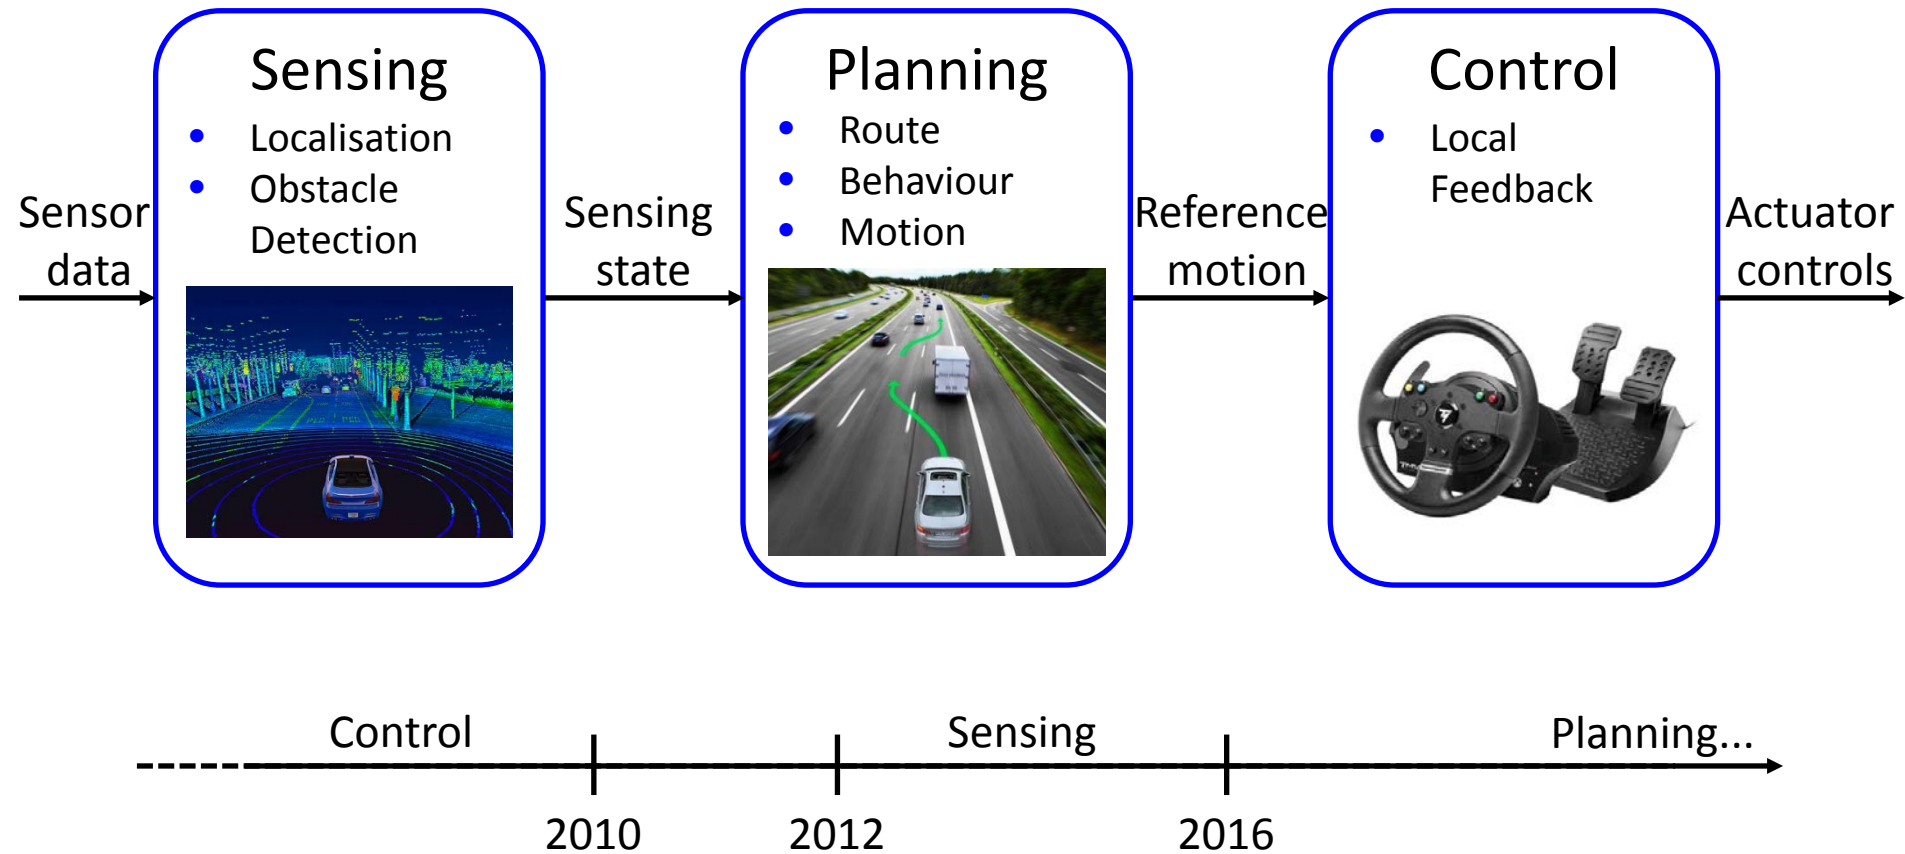 Sensing
• Localisation
• Obstacle
Detection
Planning
• Route
• Behaviour
• Motion
Control
• Local
Feedback
Sensor
data
Sensing
state
Reference
motion
Actuator
controls
Control
Sensing
Planning...
2010
2012
2016